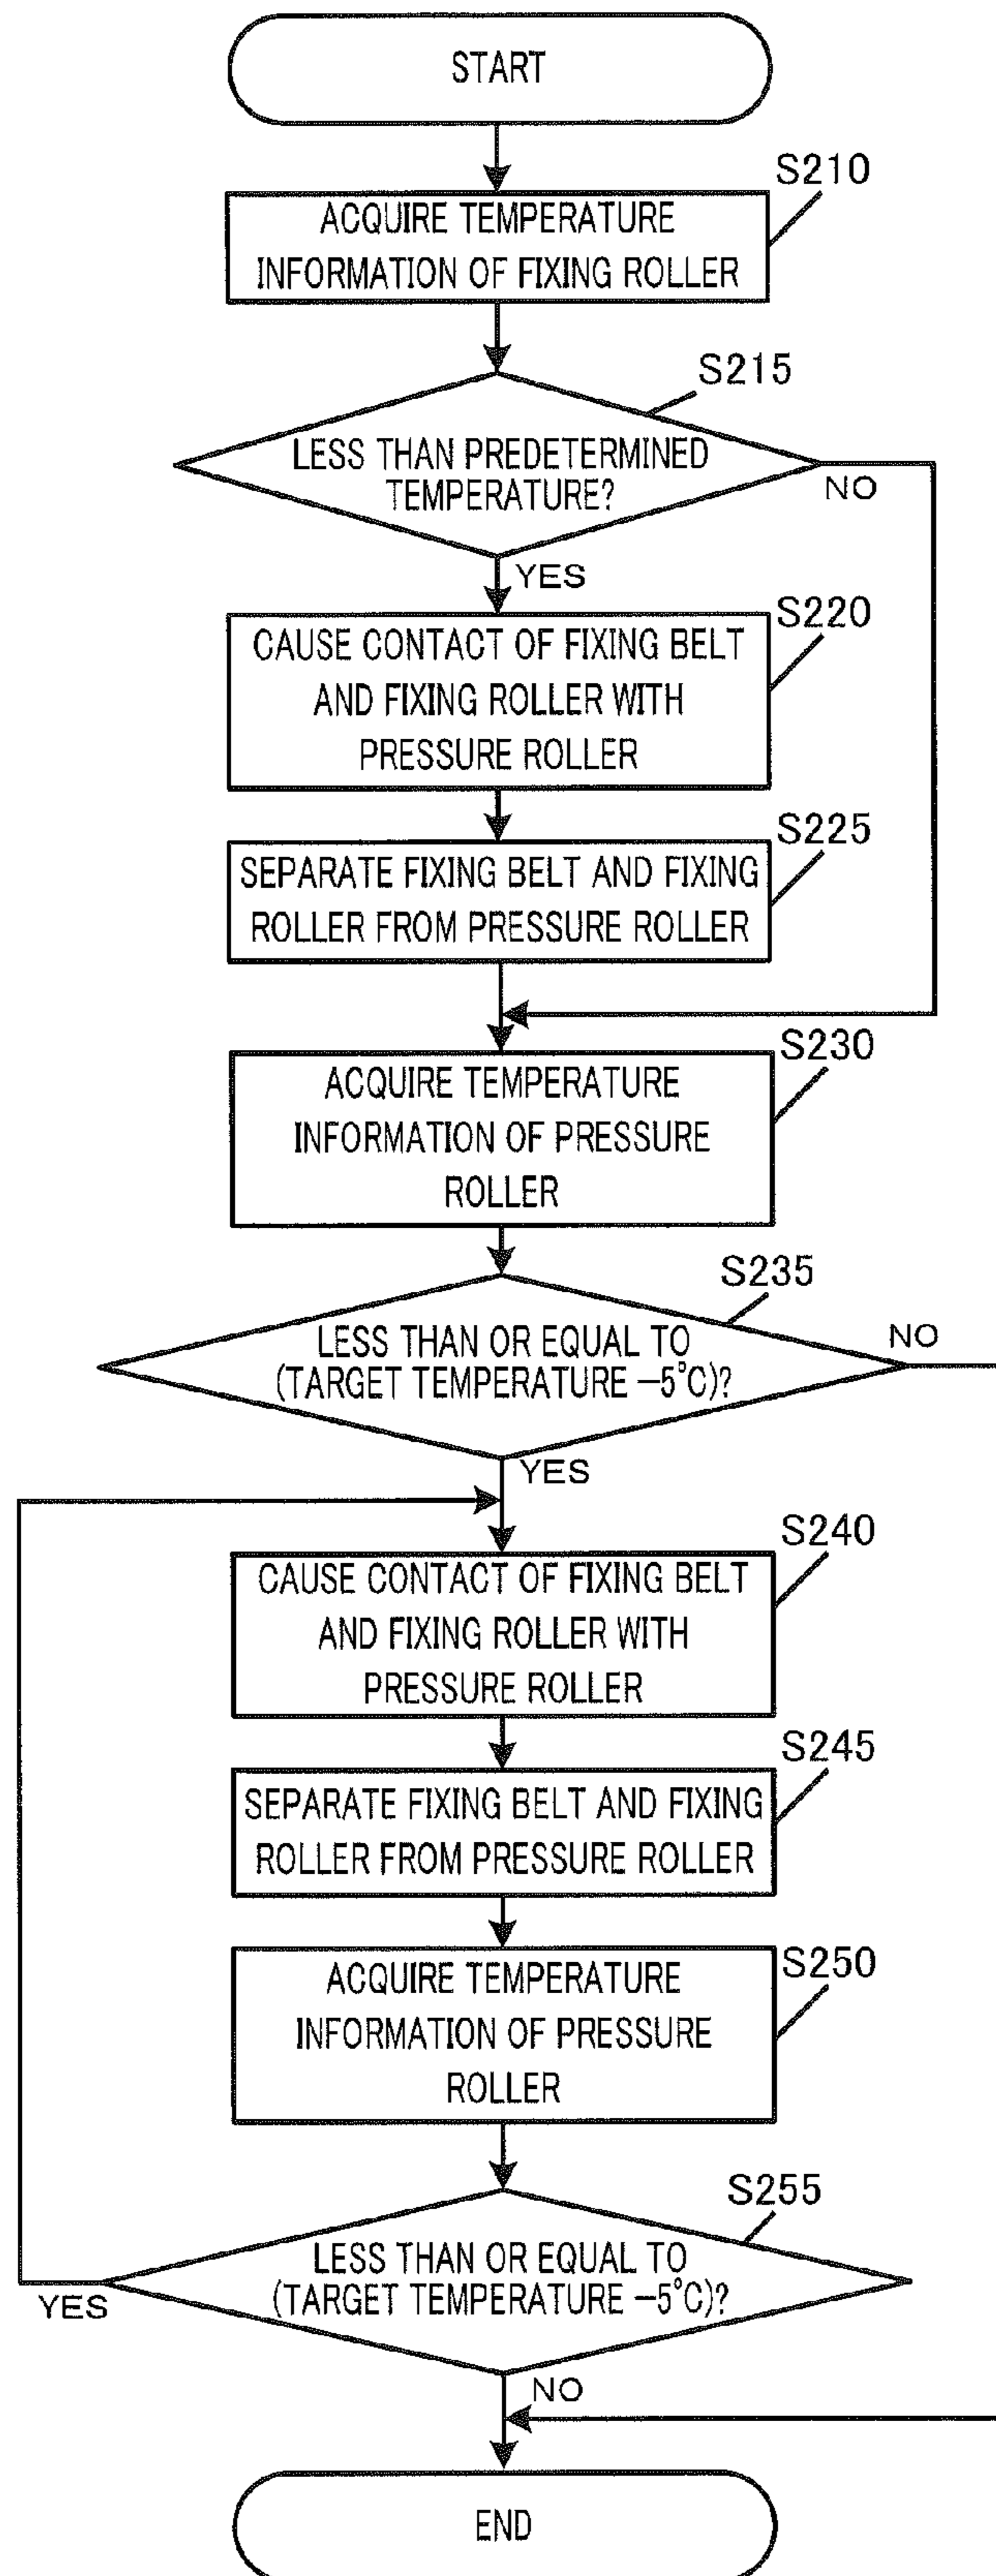 START
S210
ACQUIRE TEMPERATURE
INFORMATION OF FIXING ROLLER
S215
LESS THAN PREDETERMINED
TEMPERATURE?
NO
YES
S220
CAUSE CONTACT OF FIXING BELT
AND FIXING ROLLER WITH
PRESSURE ROLLER
S225
SEPARATE FIXING BELT AND FIXING
ROLLER FROM PRESSURE ROLLER
S230
ACQUIRE TEMPERATURE
INFORMATION OF PRESSURE
ROLLER
S235
LESS THAN OR EQUAL TO
(TARGET TEMPERATURE −5°C)?
NO
YES
S240
CAUSE CONTACT OF FIXING BELT
AND FIXING ROLLER WITH
PRESSURE ROLLER
S245
SEPARATE FIXING BELT AND FIXING
ROLLER FROM PRESSURE ROLLER
S250
ACQUIRE TEMPERATURE
INFORMATION OF PRESSURE
ROLLER
S255
LESS THAN OR EQUAL TO
(TARGET TEMPERATURE −5°C)?
YES
NO
END